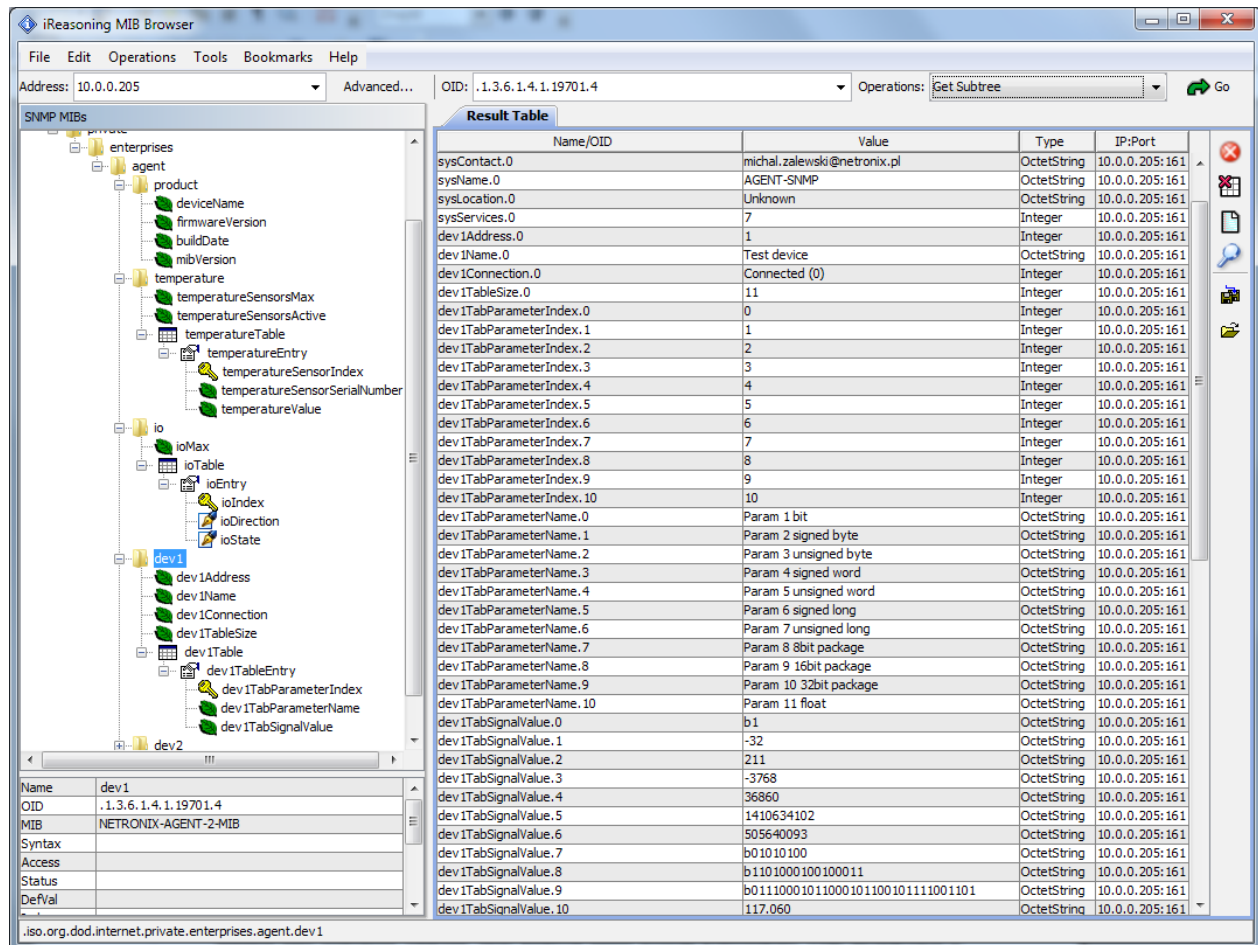 iReasoning MIB Browser
File Edit Operations Tools Bookmarks Help
Address: 10.0.0.205 Advanced... OID: .1.3.6.1.4.1.19701.4 Operations: Get Subtree Go
SNMP MIBs
private
enterprises
agent
product
deviceName
firmwareVersion
buildDate
mibVersion
temperature
temperatureSensorsMax
temperatureSensorsActive
temperatureTable
temperatureEntry
temperatureSensorIndex
temperatureSensorSerialNumber
temperatureValue
io
ioMax
ioTable
ioEntry
ioIndex
ioDirection
ioState
dev1
dev1Address
dev1Name
dev1Connection
dev1TableSize
dev1Table
dev1TableEntry
dev1TabParameterIndex
dev1TabParameterName
dev1TabSignalValue
dev2
Name dev1
OID .1.3.6.1.4.1.19701.4
MIB NETRONIX-AGENT-2-MIB
Syntax
Access
Status
DefVal
Result Table
Name/OID Value Type IP:Port
sysContact.0 michal.zalewski@netronix.pl OctetString 10.0.0.205:161
sysName.0 AGENT-SNMP OctetString 10.0.0.205:161
sysLocation.0 Unknown OctetString 10.0.0.205:161
sysServices.0 7 Integer 10.0.0.205:161
dev1Address.0 1 Integer 10.0.0.205:161
dev1Name.0 Test device OctetString 10.0.0.205:161
dev1Connection.0 Connected (0) Integer 10.0.0.205:161
dev1TableSize.0 11 Integer 10.0.0.205:161
dev1TabParameterIndex.0 0 Integer 10.0.0.205:161
dev1TabParameterIndex.1 1 Integer 10.0.0.205:161
dev1TabParameterIndex.2 2 Integer 10.0.0.205:161
dev1TabParameterIndex.3 3 Integer 10.0.0.205:161
dev1TabParameterIndex.4 4 Integer 10.0.0.205:161
dev1TabParameterIndex.5 5 Integer 10.0.0.205:161
dev1TabParameterIndex.6 6 Integer 10.0.0.205:161
dev1TabParameterIndex.7 7 Integer 10.0.0.205:161
dev1TabParameterIndex.8 8 Integer 10.0.0.205:161
dev1TabParameterIndex.9 9 Integer 10.0.0.205:161
dev1TabParameterIndex.10 10 Integer 10.0.0.205:161
dev1TabParameterName.0 Param 1 bit OctetString 10.0.0.205:161
dev1TabParameterName.1 Param 2 signed byte OctetString 10.0.0.205:161
dev1TabParameterName.2 Param 3 unsigned byte OctetString 10.0.0.205:161
dev1TabParameterName.3 Param 4 signed word OctetString 10.0.0.205:161
dev1TabParameterName.4 Param 5 unsigned word OctetString 10.0.0.205:161
dev1TabParameterName.5 Param 6 signed long OctetString 10.0.0.205:161
dev1TabParameterName.6 Param 7 unsigned long OctetString 10.0.0.205:161
dev1TabParameterName.7 Param 8 8bit package OctetString 10.0.0.205:161
dev1TabParameterName.8 Param 9 16bit package OctetString 10.0.0.205:161
dev1TabParameterName.9 Param 10 32bit package OctetString 10.0.0.205:161
dev1TabParameterName.10 Param 11 float OctetString 10.0.0.205:161
dev1TabSignalValue.0 b1 OctetString 10.0.0.205:161
dev1TabSignalValue.1 -32 OctetString 10.0.0.205:161
dev1TabSignalValue.2 211 OctetString 10.0.0.205:161
dev1TabSignalValue.3 -3768 OctetString 10.0.0.205:161
dev1TabSignalValue.4 36860 OctetString 10.0.0.205:161
dev1TabSignalValue.5 1410634102 OctetString 10.0.0.205:161
dev1TabSignalValue.6 505640093 OctetString 10.0.0.205:161
dev1TabSignalValue.7 b01010100 OctetString 10.0.0.205:161
dev1TabSignalValue.8 b1101000100100011 OctetString 10.0.0.205:161
dev1TabSignalValue.9 b01110001011000101100101111001101 OctetString 10.0.0.205:161
dev1TabSignalValue.10 117.060 OctetString 10.0.0.205:161
.iso.org.dod.internet.private.enterprises.agent.dev1